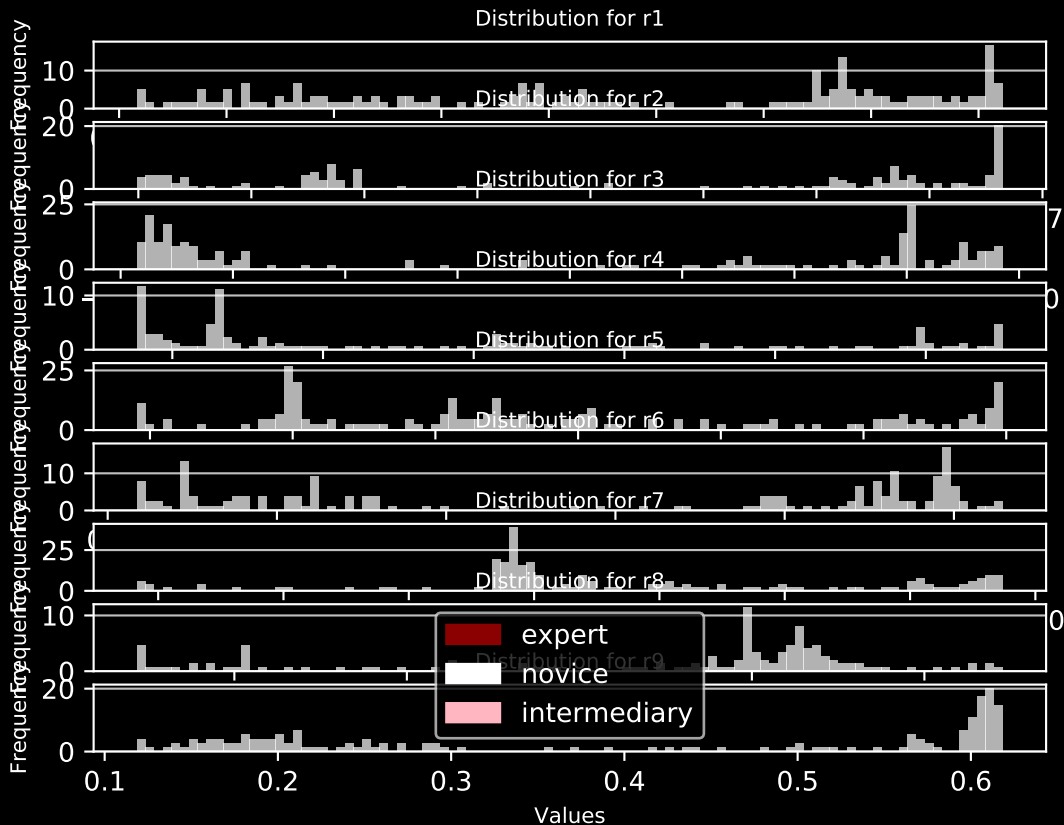 Distribution for r1
Frequency
10
0
Distribution for r2
Frequency
20
0
Distribution for r3
Frequency
25
0
7
Distribution for r4
Frequency
10
0
0
Distribution for r5
Frequency
25
0
Distribution for r6
Frequency
10
0
Distribution for r7
Frequency
25
0
Distribution for r8
Frequency
10
0
0
Distribution for r9
Frequency
20
0
expert
novice
intermediary
0.1 0.2 0.3 0.4 0.5 0.6
Values